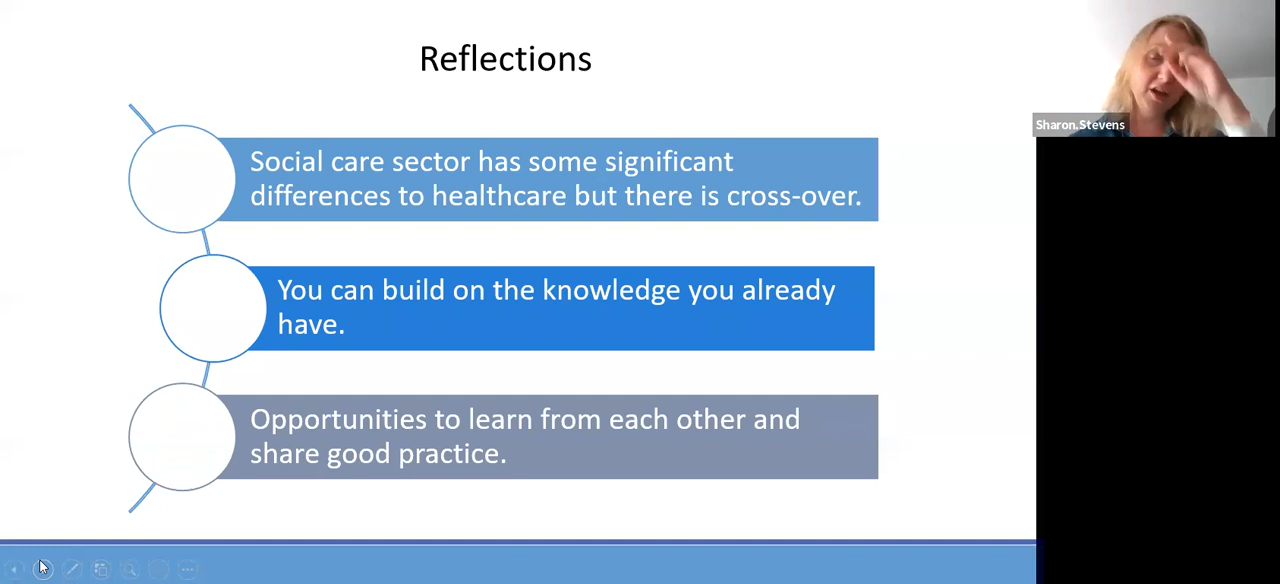 Reflections
Sharon.Stevens
Social care sector has some significant
differences to healthcare but there is cross-over.
You can build on the knowledge you already
have.
Opportunities to learn from each other and
share good practice.